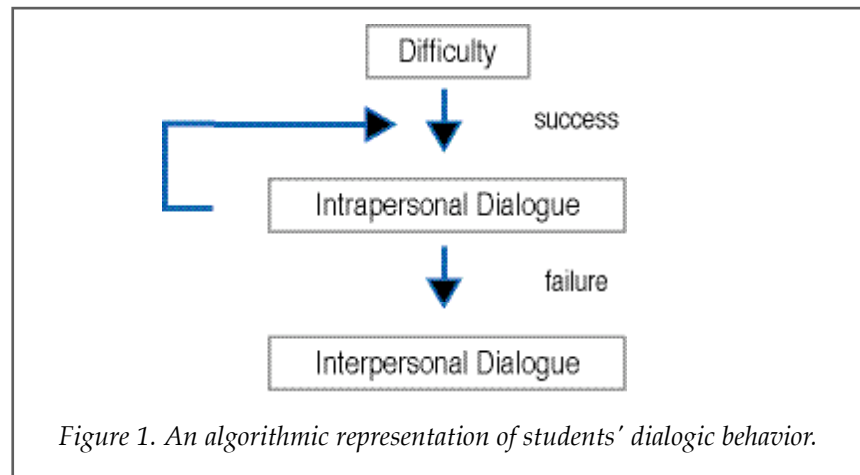 Difficulty
success
Intrapersonal Dialogue
failure
Interpersonal Dialogue
Figure 1. An algorithmic representation of students' dialogic behavior.